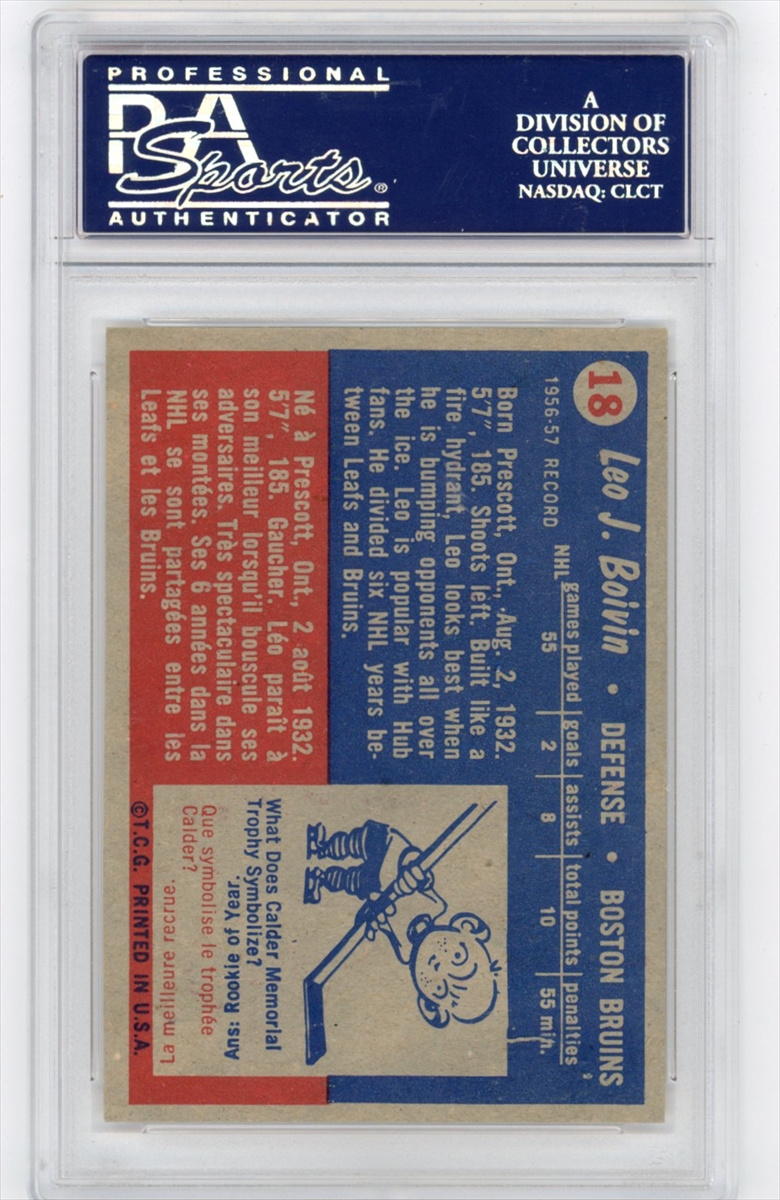 PROFESSIONAL
PSA
Sports®
AUTHENTICATOR
A
DIVISION OF
COLLECTORS
UNIVERSE
NASDAQ: CLCT
18 Leo J. Boivin • DEFENSE • BOSTON BRUINS
1956-57 RECORD
games played goals assists total points penalties
NHL 55 2 8 10 55 min.
Born Prescott, Ont., Aug. 2, 1932.
5'7", 185. Shoots left. Built like a
fire hydrant, Leo looks best when
he is bumping opponents all over
the ice. Leo is popular with Hub
fans. He divided six NHL years be-
tween Leafs and Bruins.
Né à Prescott, Ont., 2 août 1932.
5'7", 185. Gaucher. Léo paraît à
son meilleur lorsqu'il bouscule ses
adversaires. Très spectaculaire dans
ses montées. Ses 6 années dans la
NHL se sont partagées entre les
Leafs et les Bruins.
What Does Calder Memorial
Trophy Symbolize?
Ans: Rookie of Year.
Que symbolise le trophée
Calder?
La meilleure recrue.
©T.C.G. PRINTED IN U.S.A.